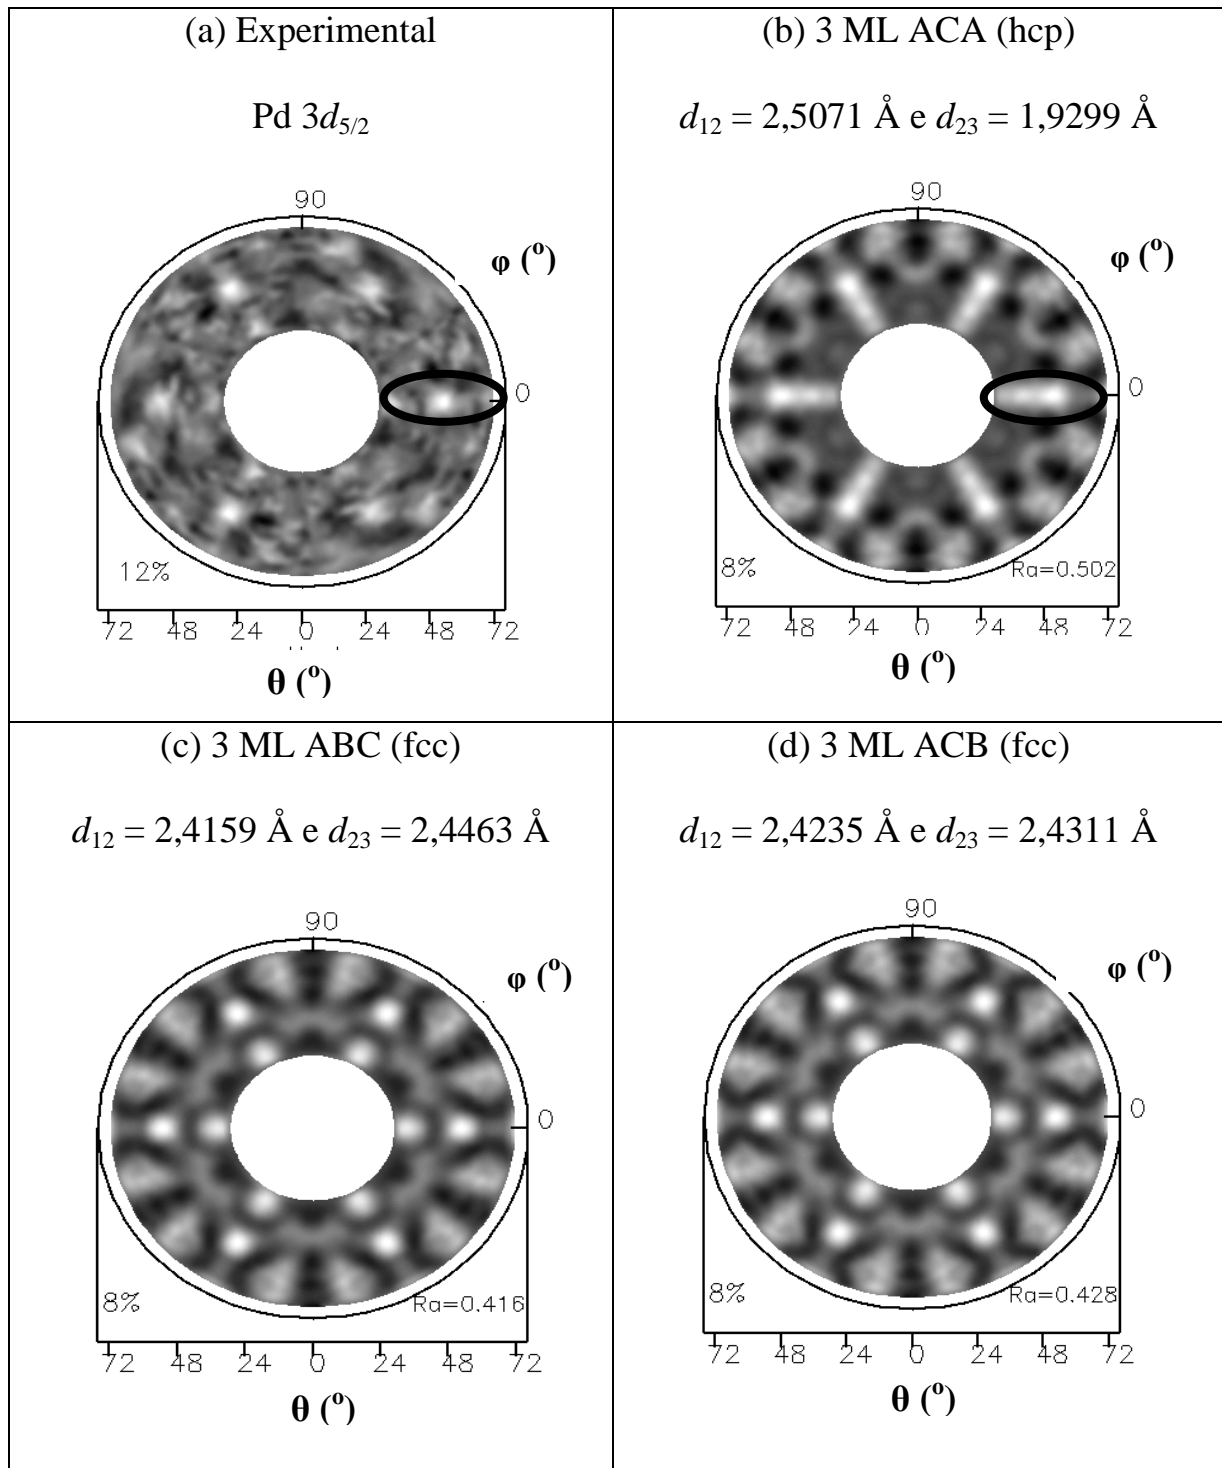 (a) Experimental
Pd 3d5/2
90
φ (o)
0
12%
72 48 24 0 24 48 72
θ (o)
(b) 3 ML ACA (hcp)
d12 = 2,5071 Å e d23 = 1,9299 Å
90
φ (o)
0
8%
Ra=0.502
72 48 24 0 24 48 72
θ (o)
(c) 3 ML ABC (fcc)
d12 = 2,4159 Å e d23 = 2,4463 Å
90
φ (o)
0
8%
Ra=0.416
72 48 24 0 24 48 72
θ (o)
(d) 3 ML ACB (fcc)
d12 = 2,4235 Å e d23 = 2,4311 Å
90
φ (o)
0
8%
Ra=0.428
72 48 24 0 24 48 72
θ (o)